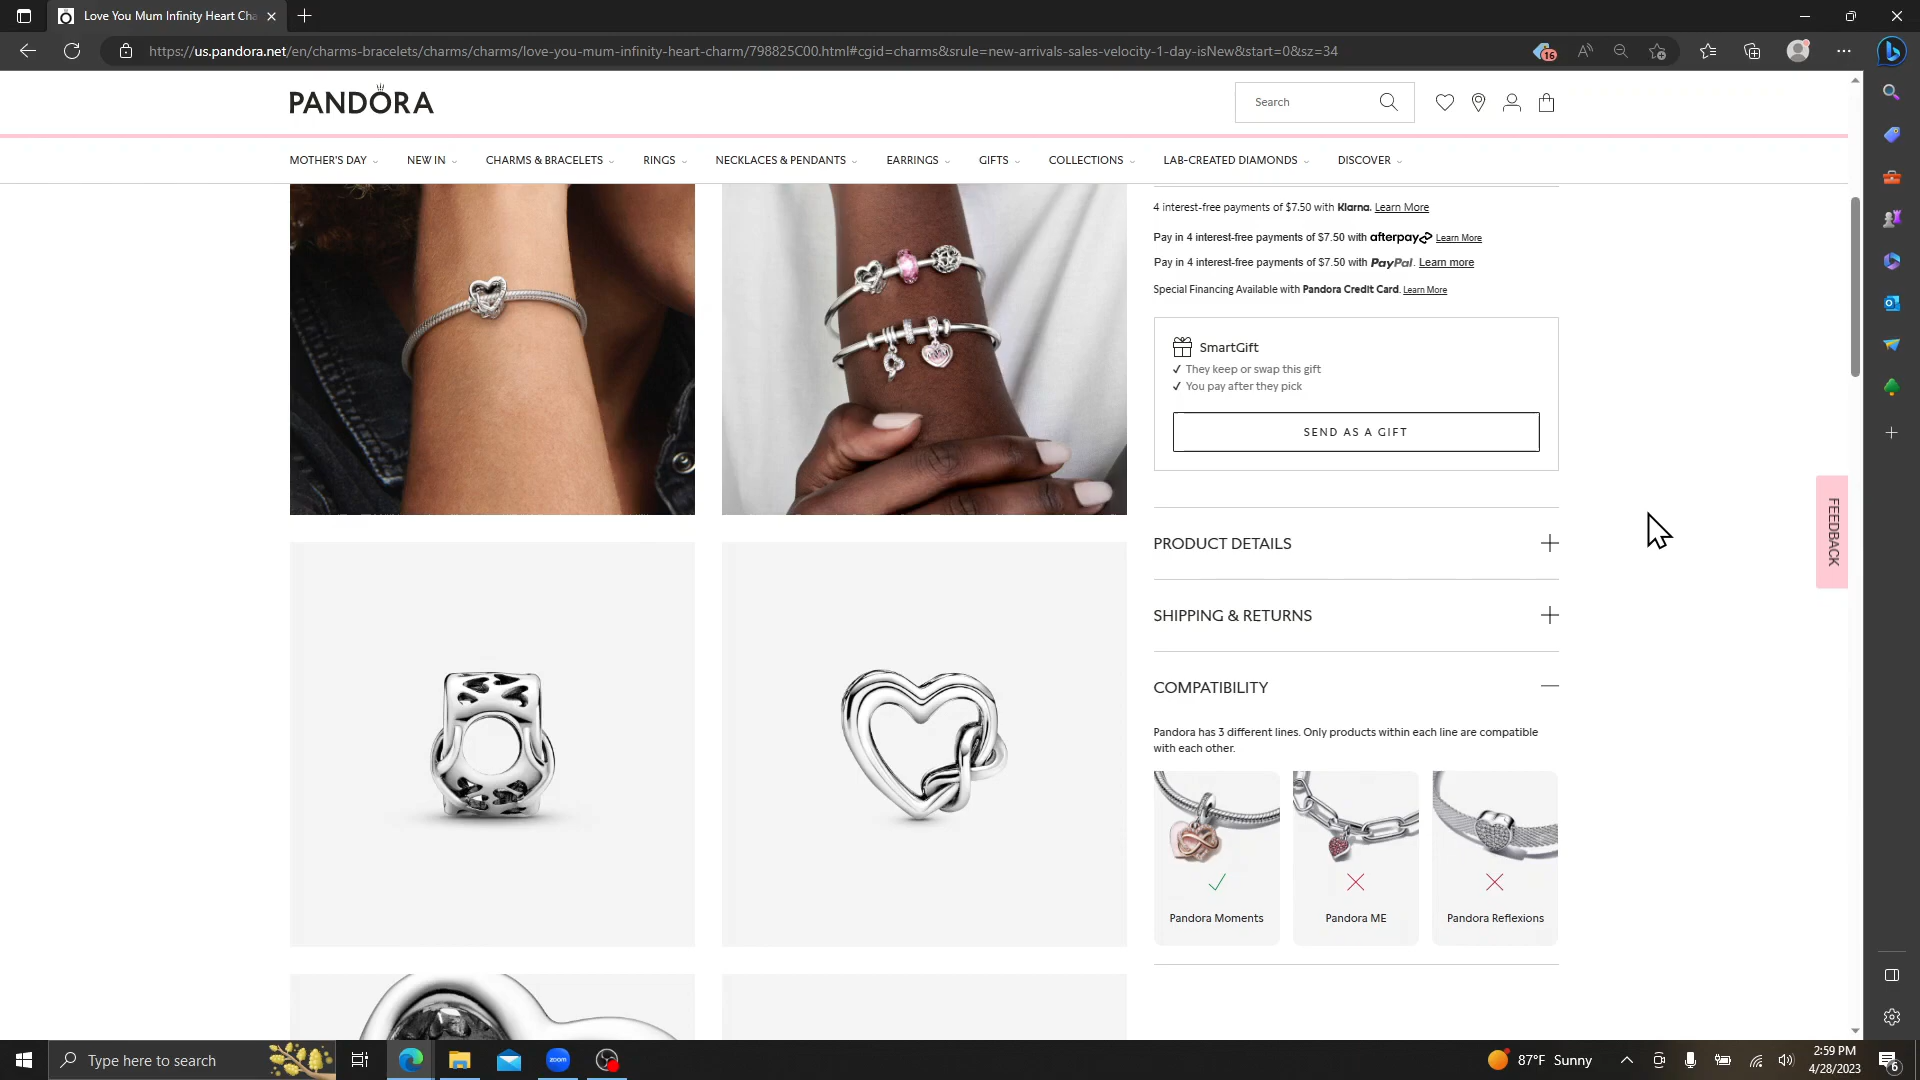 Love You Mum Infinity Heart Cha
https://us.pandora.net/en/charms-bracelets/charms/charms/love-you-mum-infinity-heart-charm/798825C00.html#cgid=charms&srule=new-arrivals-sales-velocity-1-day-isNew&start=0&sz=34
16
PANDORA
Search
MOTHER'S DAY NEW IN CHARMS & BRACELETS RINGS NECKLACES & PENDANTS EARRINGS GIFTS COLLECTIONS LAB-CREATED DIAMONDS DISCOVER
4 interest-free payments of $7.50 with Klarna. Learn More
Pay in 4 interest-free payments of $7.50 with afterpay Learn More
Pay in 4 interest-free payments of $7.50 with PayPal. Learn more
Special Financing Available with Pandora Credit Card. Learn More
SmartGift
✓ They keep or swap this gift
✓ You pay after they pick
SEND AS A GIFT
FEEDBACK
PRODUCT DETAILS
SHIPPING & RETURNS
COMPATIBILITY
Pandora has 3 different lines. Only products within each line are compatible
with each other.
Pandora Moments Pandora ME Pandora Reflexions
Type here to search
zoom
87°F Sunny
2:59 PM
4/28/2023
6